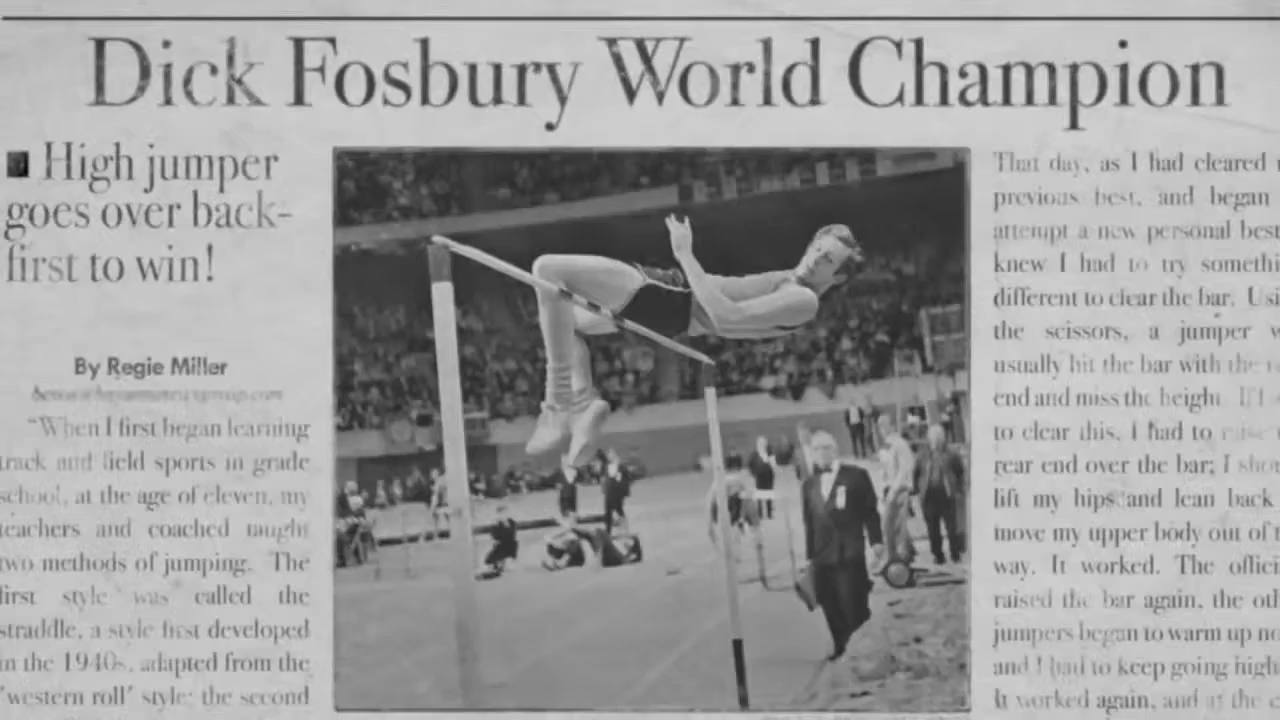 Dick Fosbury World Champion
■ High jumper
goes over back-
first to win!
By Regie Miller
"When I first began learning
track and field sports in grade
school, at the age of eleven, my
teachers and coached taught
two methods of jumping. The
first style was called the
straddle, a style first developed
in the 1940s, adapted from the
'western roll' style; the second
That day, as I had cleared
previous best, and began
attempt a new personal best
knew I had to try somethi
different to clear the bar. Usi
the scissors, a jumper
usually hit the bar with the
end and miss the height. If I
to clear this, I had to raise
rear end over the bar; I shou
lift my hips and lean back
move my upper body out of
way. It worked. The offici
raised the bar again, the oth
jumpers began to warm up no
and I had to keep going high
It worked again, and at the